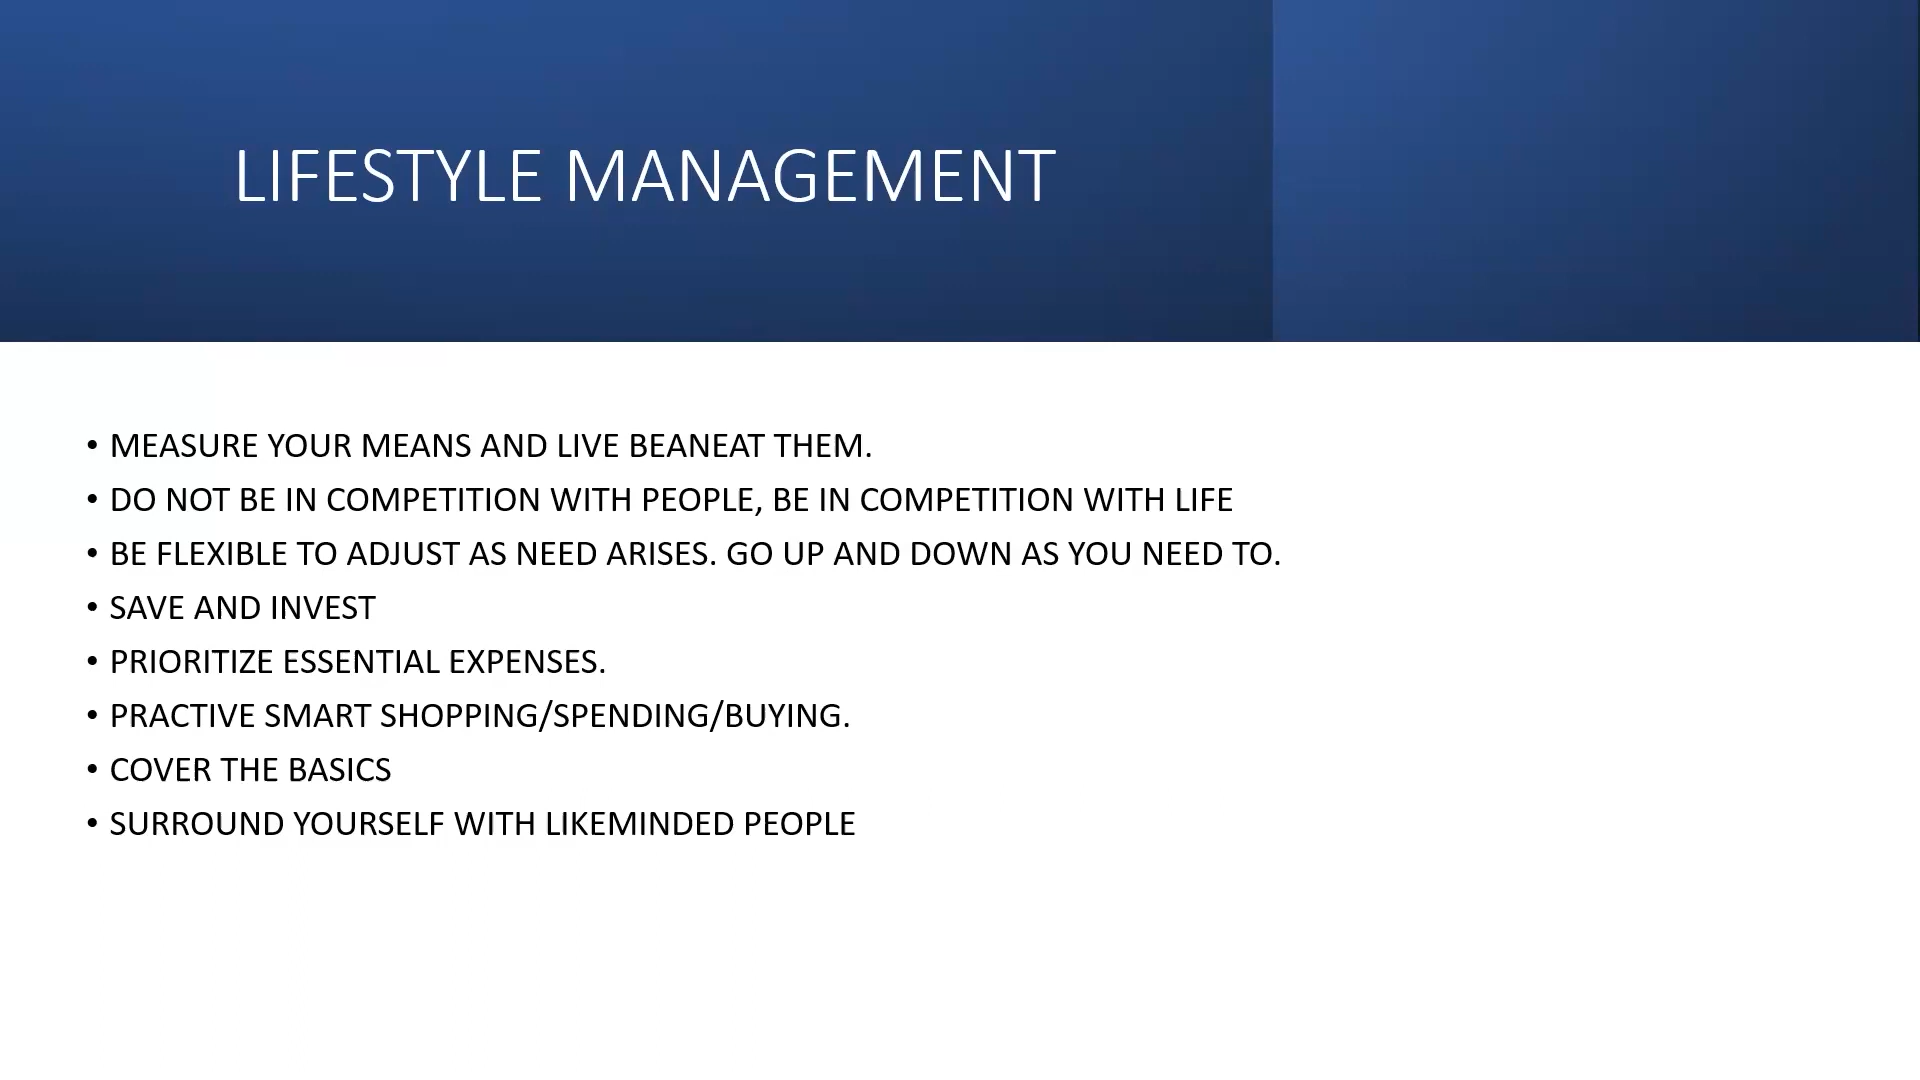 LIFESTYLE MANAGEMENT
• MEASURE YOUR MEANS AND LIVE BEANEAT THEM.
• DO NOT BE IN COMPETITION WITH PEOPLE, BE IN COMPETITION WITH LIFE
• BE FLEXIBLE TO ADJUST AS NEED ARISES. GO UP AND DOWN AS YOU NEED TO.
• SAVE AND INVEST
• PRIORITIZE ESSENTIAL EXPENSES.
• PRACTIVE SMART SHOPPING/SPENDING/BUYING.
• COVER THE BASICS
• SURROUND YOURSELF WITH LIKEMINDED PEOPLE